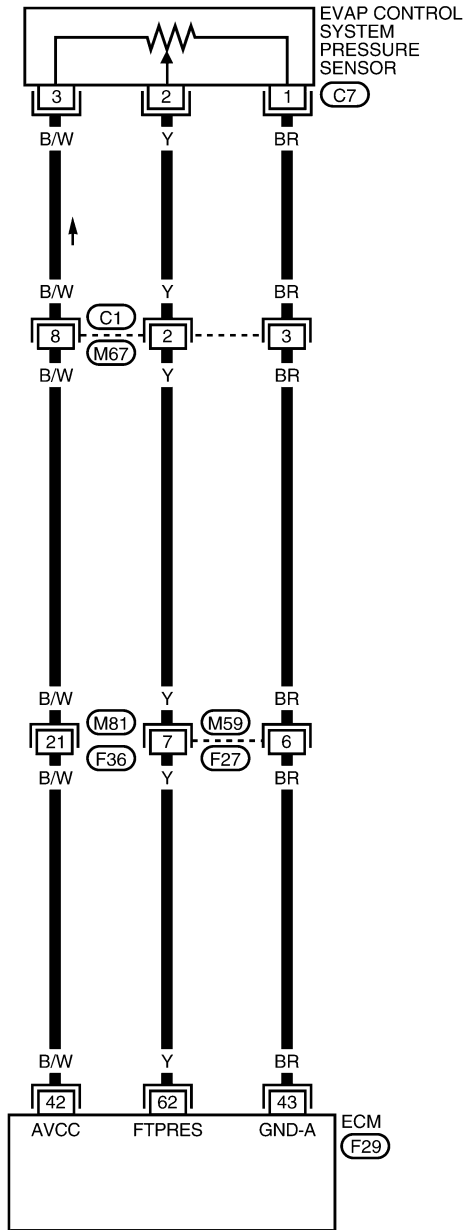 EVAP CONTROL
SYSTEM
PRESSURE
SENSOR
3 2 1 C7
B/W Y BR
B/W Y BR
C1
8 2 3
M67
B/W Y BR
B/W Y BR
M81 M59
21 7 6
F36 F27
B/W Y BR
B/W Y BR
42 62 43
AVCC FTPRES GND-A ECM
F29